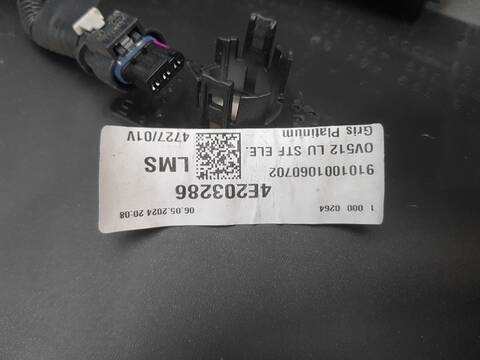 1 000 0264
06.05.2024 20.08
4E203286
9101001060702
LMS
OV512 LU STF ELE.
Gris Platinum
4727/01V